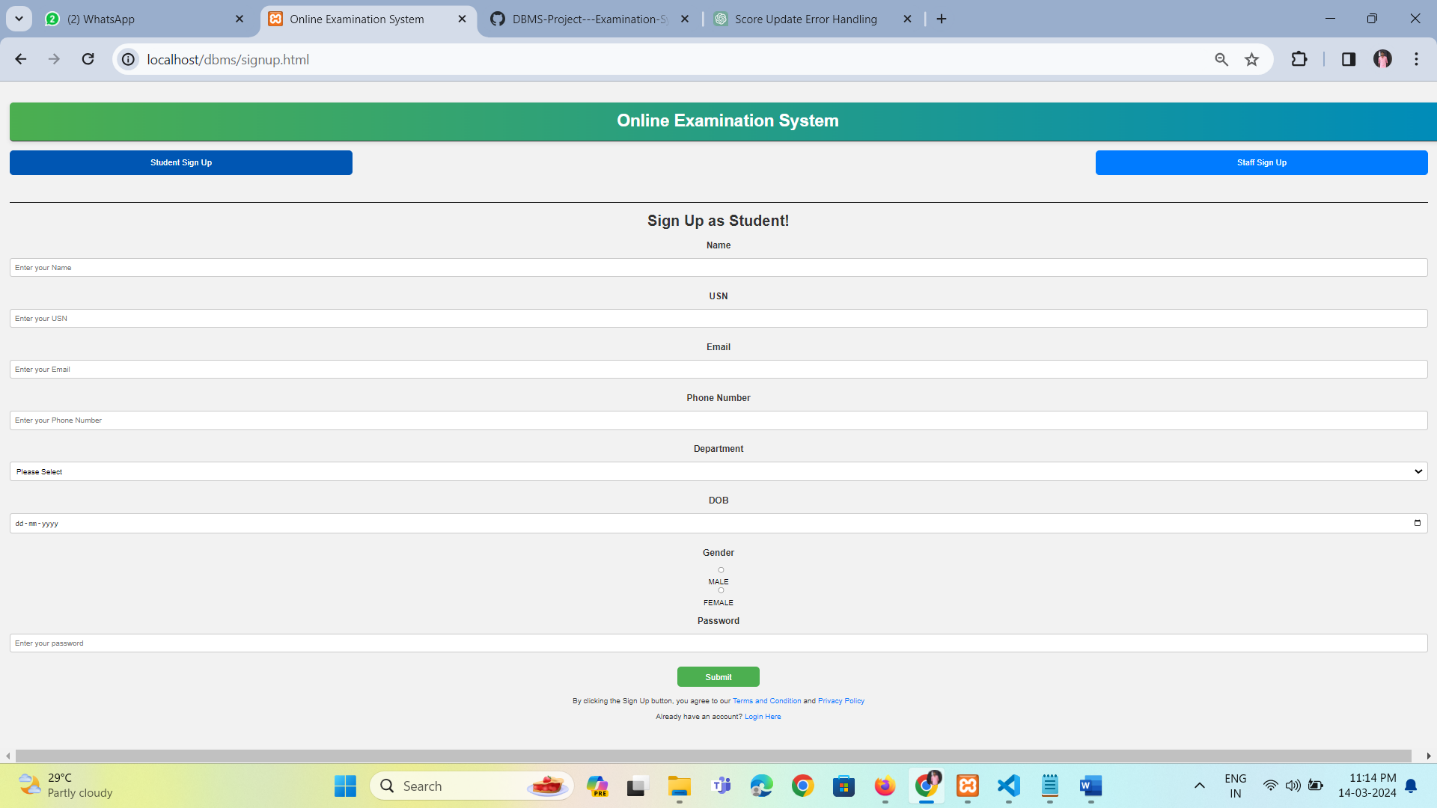 (2) WhatsApp
Online Examination System
DBMS-Project---Examination-Sy
Score Update Error Handling
localhost/dbms/signup.html
Online Examination System
Student Sign Up
Staff Sign Up
Sign Up as Student!
Name
Enter your Name
USN
Enter your USN
Email
Enter your Email
Phone Number
Enter your Phone Number
Department
Please Select
DOB
dd-mm-yyyy
Gender
MALE
FEMALE
Password
Enter your password
Submit
By clicking the Sign Up button, you agree to our Terms and Condition and Privacy Policy
Already have an account? Login Here
29°C
Partly cloudy
Search
PRE
ENG
IN
11:14 PM
14-03-2024